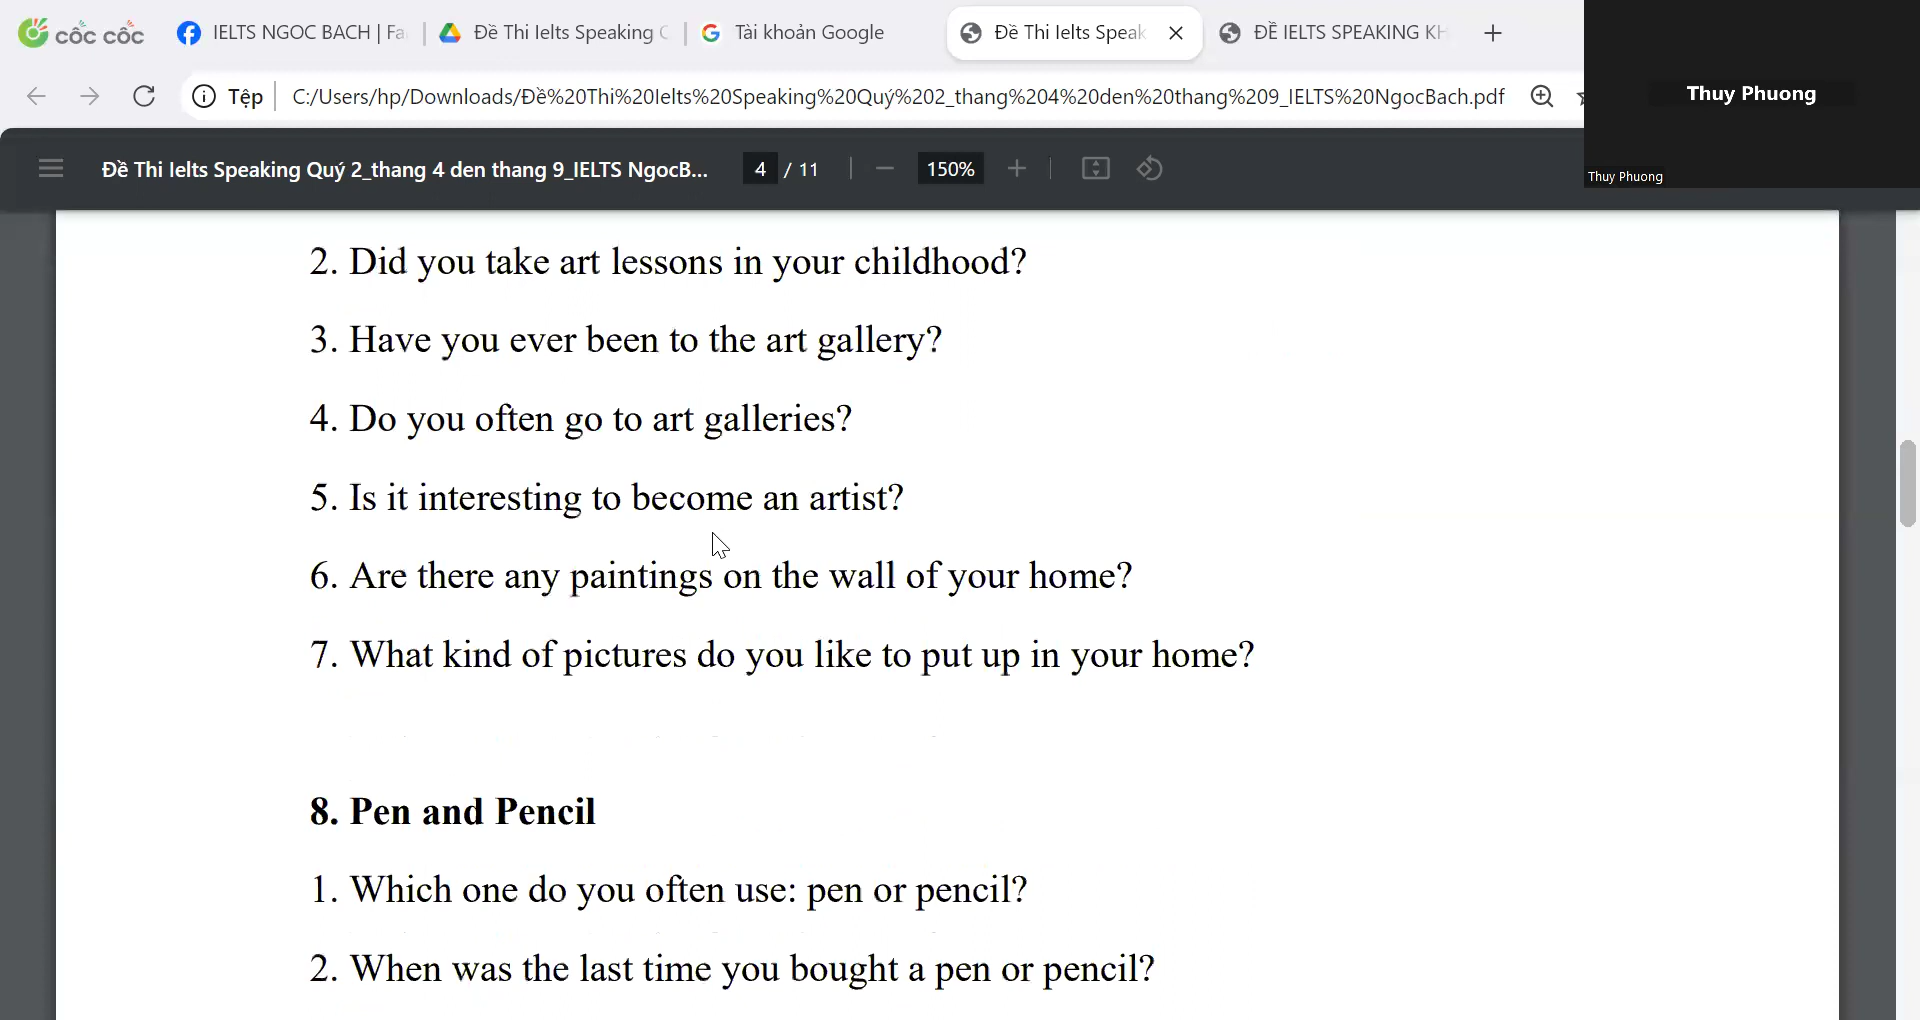 cốc cốc
IELTS NGOC BACH | Fa
Đề Thi Ielts Speaking
Tài khoản Google
Đề Thi Ielts Speak
ĐỀ IELTS SPEAKING KH
Tệp
C:/Users/hp/Downloads/Đề%20Thi%20Ielts%20Speaking%20Quý%202_thang%204%20den%20thang%209_IELTS%20NgocBach.pdf
Thuy Phuong
Thuy Phuong
Đề Thi Ielts Speaking Quý 2_thang 4 den thang 9_IELTS NgocB...
4 / 11
150%
2. Did you take art lessons in your childhood?
3. Have you ever been to the art gallery?
4. Do you often go to art galleries?
5. Is it interesting to become an artist?
6. Are there any paintings on the wall of your home?
7. What kind of pictures do you like to put up in your home?
8. Pen and Pencil
1. Which one do you often use: pen or pencil?
2. When was the last time you bought a pen or pencil?